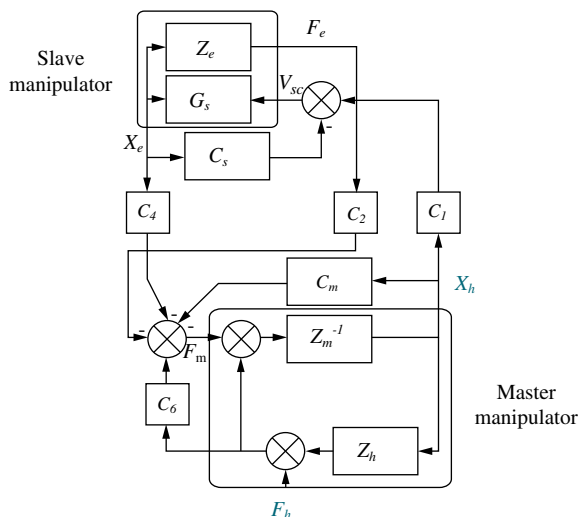 Slave
manipulator
Z_e
F_e
G_s
V_sc
-
X_e
C_s
C_4
C_2
C_1
C_m
X_h
-
-
-
F_m
Z_m^-1
C_6
Master
manipulator
Z_h
F_h